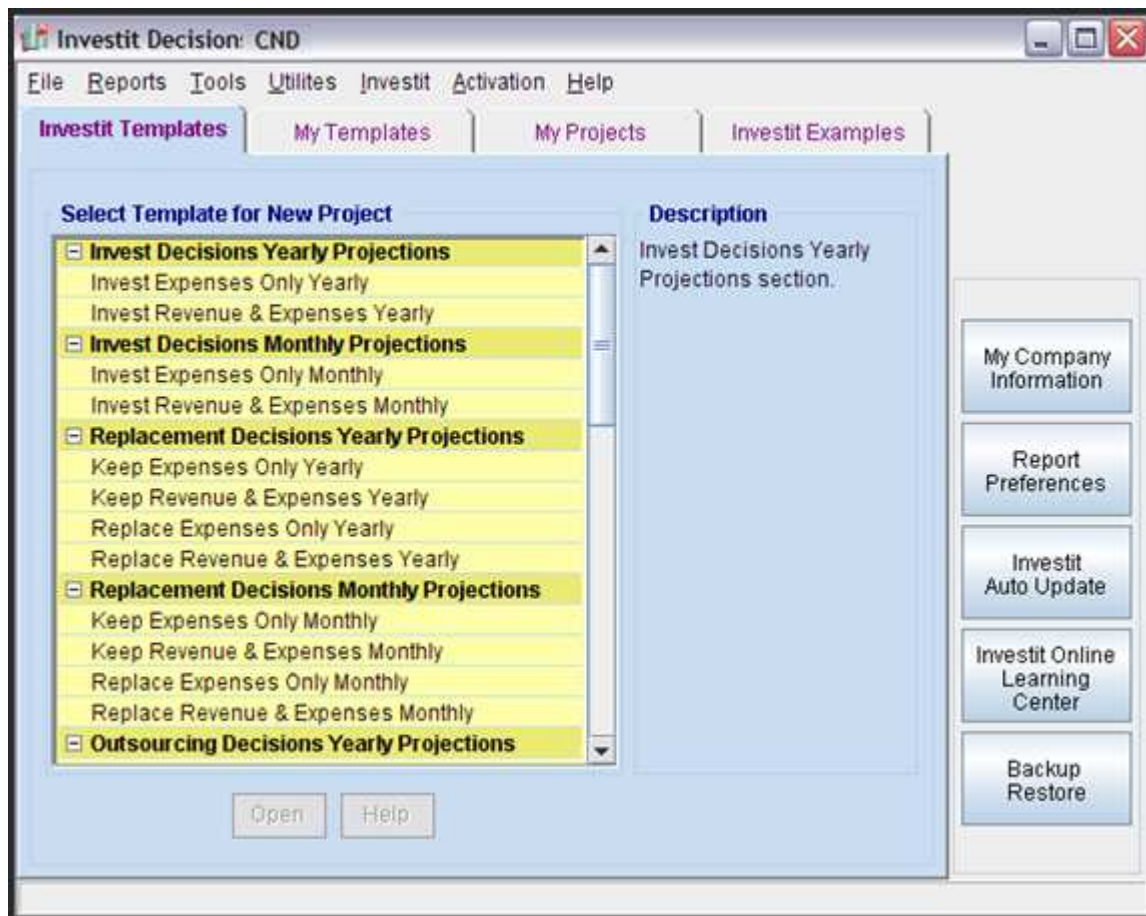 Investit Decision: CND
File Reports Tools Utilites Investit Activation Help
Investit Templates My Templates My Projects Investit Examples
Select Template for New Project
Invest Decisions Yearly Projections
Invest Expenses Only Yearly
Invest Revenue & Expenses Yearly
Invest Decisions Monthly Projections
Invest Expenses Only Monthly
Invest Revenue & Expenses Monthly
Replacement Decisions Yearly Projections
Keep Expenses Only Yearly
Keep Revenue & Expenses Yearly
Replace Expenses Only Yearly
Replace Revenue & Expenses Yearly
Replacement Decisions Monthly Projections
Keep Expenses Only Monthly
Keep Revenue & Expenses Monthly
Replace Expenses Only Monthly
Replace Revenue & Expenses Monthly
Outsourcing Decisions Yearly Projections
Open Help
Description
Invest Decisions Yearly
Projections section.
My Company
Information
Report
Preferences
Investit
Auto Update
Investit Online
Learning
Center
Backup
Restore